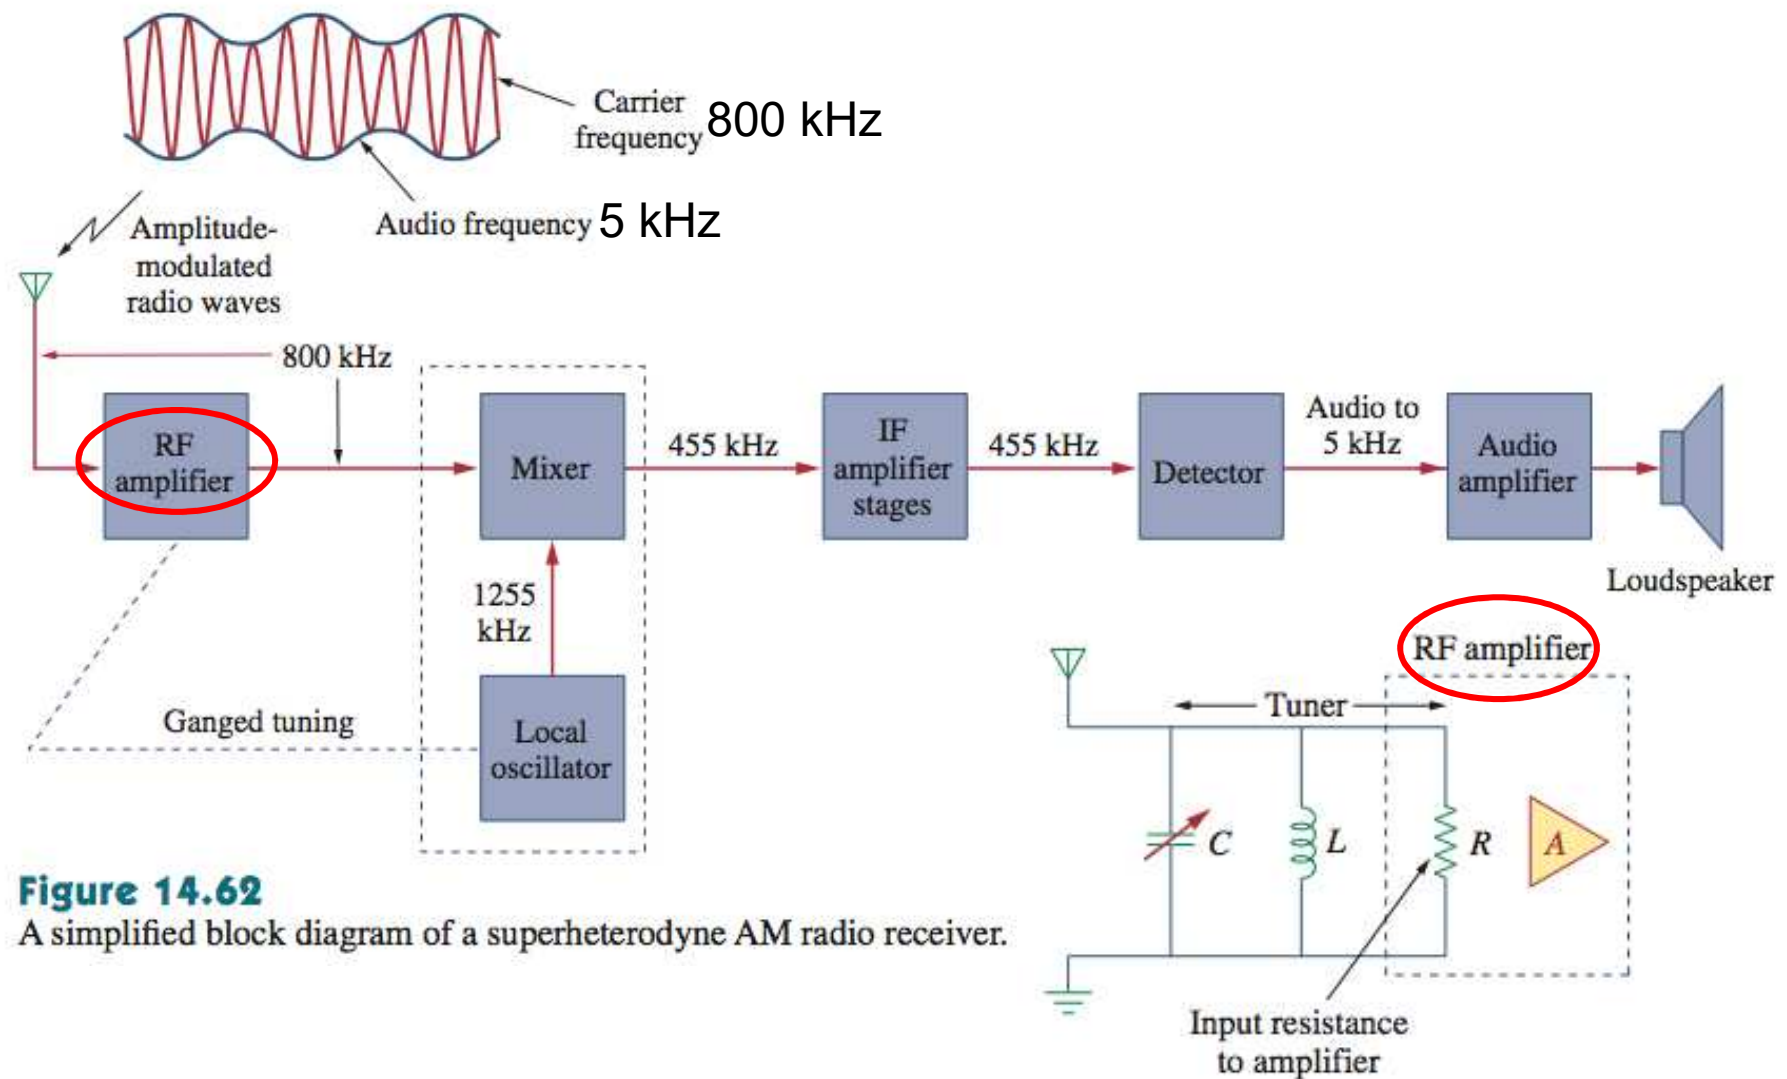 Carrier
frequency 800 kHz
Audio frequency 5 kHz
Amplitude-
modulated
radio waves
800 kHz
RF
amplifier
Mixer
455 kHz
IF
amplifier
stages
455 kHz
Detector
Audio to
5 kHz
Audio
amplifier
Loudspeaker
1255
kHz
Ganged tuning
Local
oscillator
RF amplifier
Tuner
C
L
R
A
Input resistance
to amplifier
Figure 14.62
A simplified block diagram of a superheterodyne AM radio receiver.